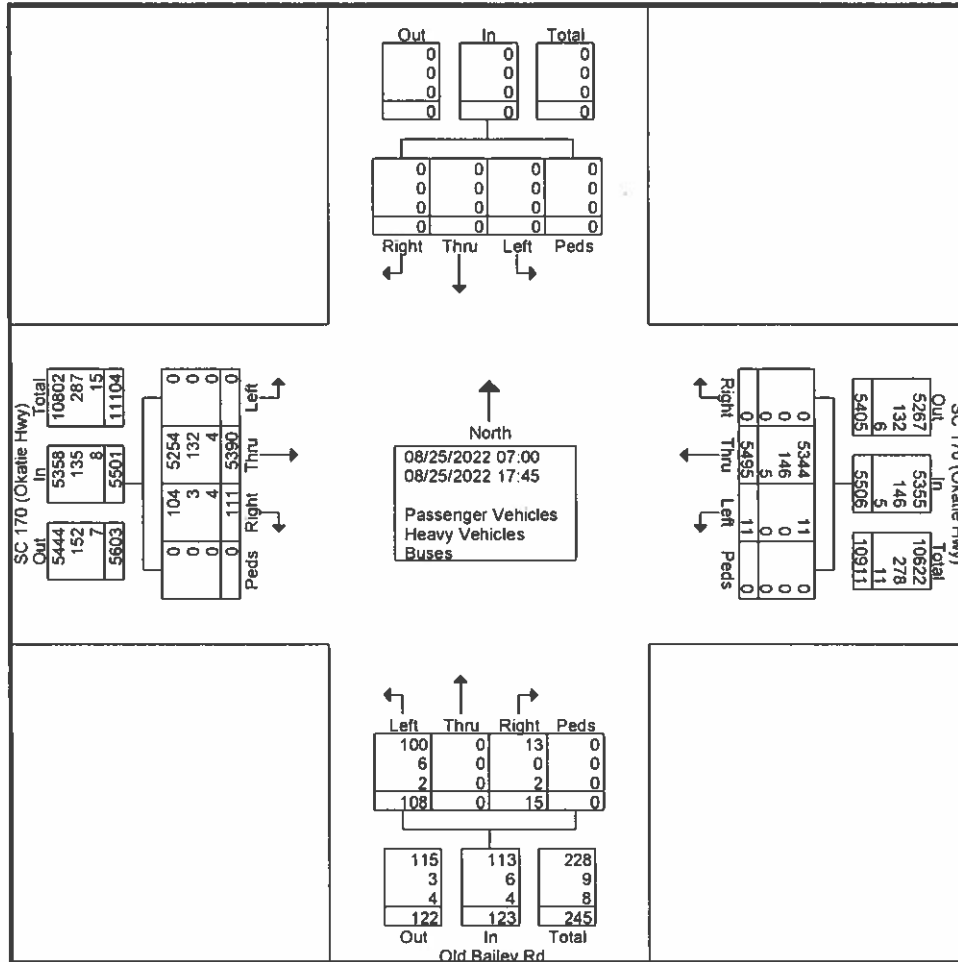 Out In Total
0 0 0
0 0 0
0 0 0
0 0 0
0 0 0 0
0 0 0 0
0 0 0 0
0 0 0 0
Right Thru Left Peds
SC 170 (Okatie Hwy)
Out In Total
5444 5358 10802
152 135 287
7 8 15
5603 5501 11104
Peds Right Thru Left
0 104 5254 0
0 3 132 0
0 4 4 0
0 111 5390 0
North
08/25/2022 07:00
08/25/2022 17:45
Passenger Vehicles
Heavy Vehicles
Buses
SC 170 (Okatie Hwy)
Out In Total
5267 5355 10622
132 146 278
6 5 11
5405 5506 10911
Right Thru Left Peds
0 5344 11 0
0 146 0 0
0 5 0 0
0 5495 11 0
Left Thru Right Peds
100 0 13 0
6 0 0 0
2 0 2 0
108 0 15 0
115 113 228
3 6 9
4 4 8
122 123 245
Out In Total
Old Bailey Rd